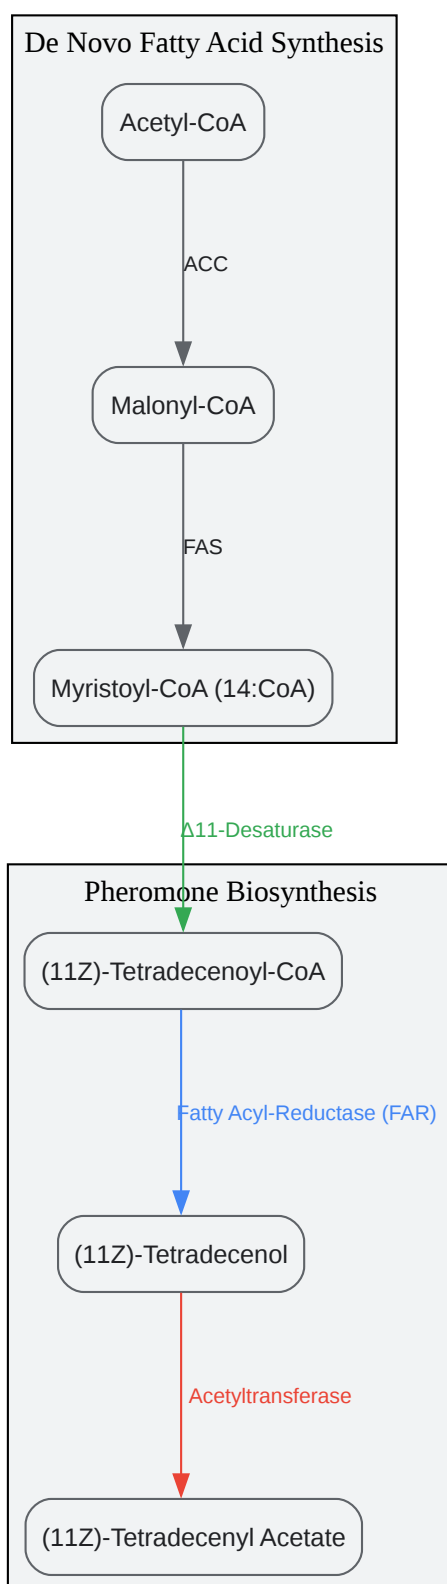 De Novo Fatty Acid Synthesis
Acetyl-CoA
ACC
Malonyl-CoA
FAS
Myristoyl-CoA (14:CoA)
Δ11-Desaturase
Pheromone Biosynthesis
(11Z)-Tetradecenoyl-CoA
Fatty Acyl-Reductase (FAR)
(11Z)-Tetradecenol
Acetyltransferase
(11Z)-Tetradecenyl Acetate